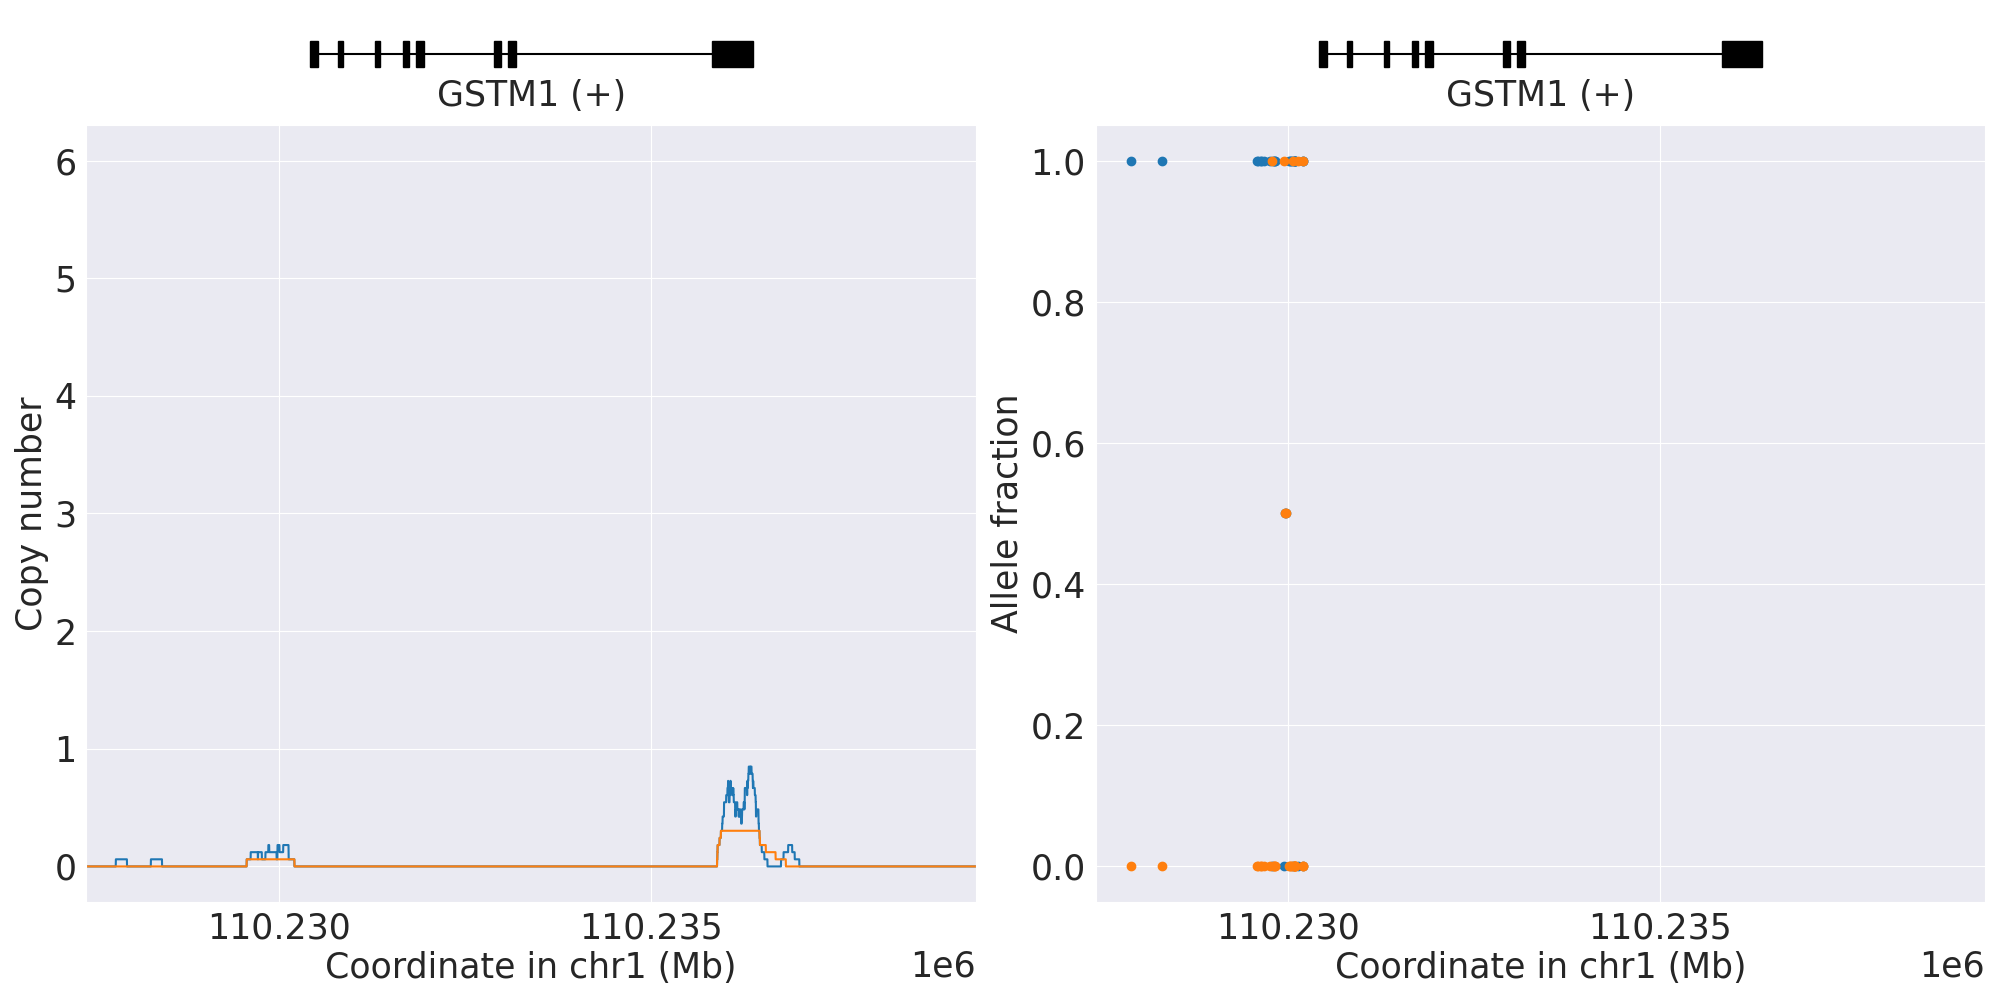 GSTM1 (+)
6
5
4
3
2
1
0
Copy number
110.230
110.235
Coordinate in chr1 (Mb)
1e6
GSTM1 (+)
1.0
0.8
0.6
0.4
0.2
0.0
Allele fraction
110.230
110.235
Coordinate in chr1 (Mb)
1e6